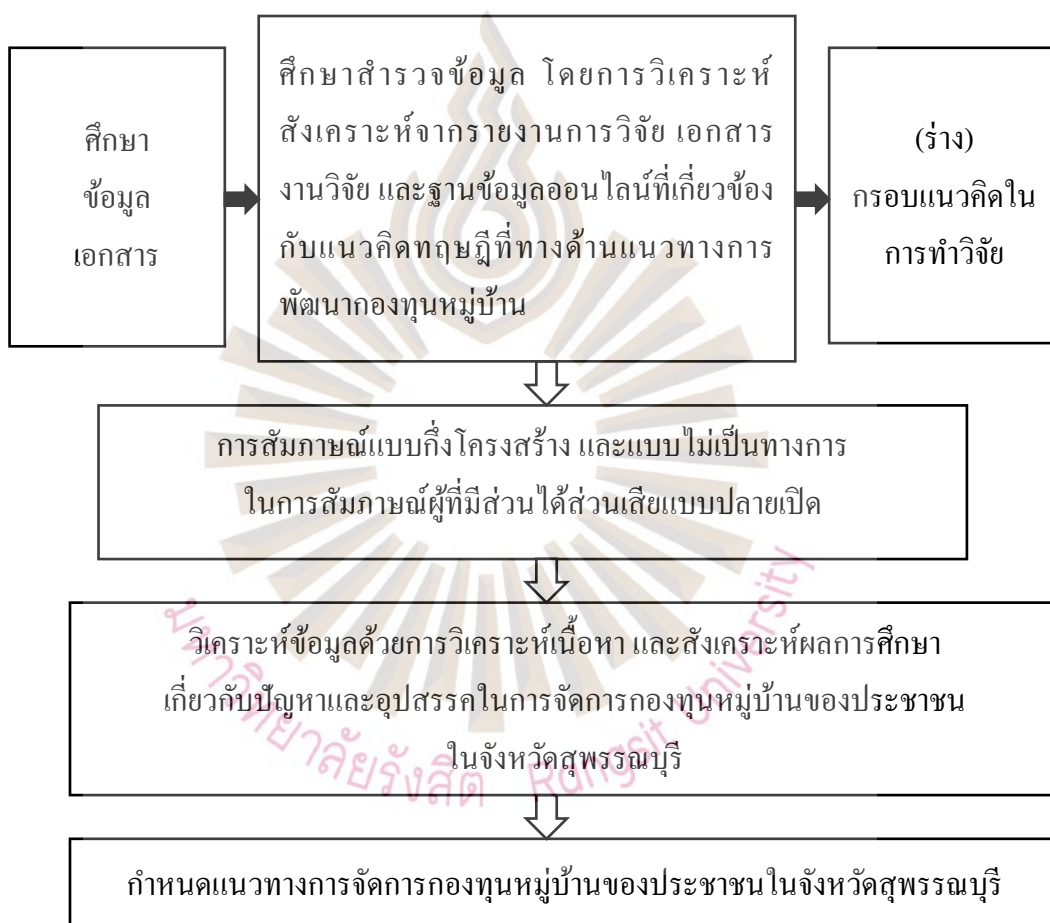 ศึกษา
ข้อมูล
เอกสาร
ศึกษาสำรวจข้อมูล โดยการวิเคราะห์
สังเคราะห์จากรายงานการวิจัย เอกสาร
งานวิจัย และฐานข้อมูลออนไลน์ที่เกี่ยวข้อง
กับแนวคิดทฤษฎีที่ทางด้านแนวทางการ
พัฒนากองทุนหมู่บ้าน
(ร่าง)
กรอบแนวคิดใน
การทำวิจัย
การสัมภาษณ์แบบกึ่งโครงสร้าง และแบบไม่เป็นทางการ
ในการสัมภาษณ์ผู้ที่มีส่วนได้ส่วนเสียแบบปลายเปิด
วิเคราะห์ข้อมูลด้วยการวิเคราะห์เนื้อหา และสังเคราะห์ผลการศึกษา
เกี่ยวกับปัญหาและอุปสรรคในการจัดการกองทุนหมู่บ้านของประชาชน
ในจังหวัดสุพรรณบุรี
กำหนดแนวทางการจัดการกองทุนหมู่บ้านของประชาชนในจังหวัดสุพรรณบุรี
มหาวิทยาลัยรังสิต Rangsit University